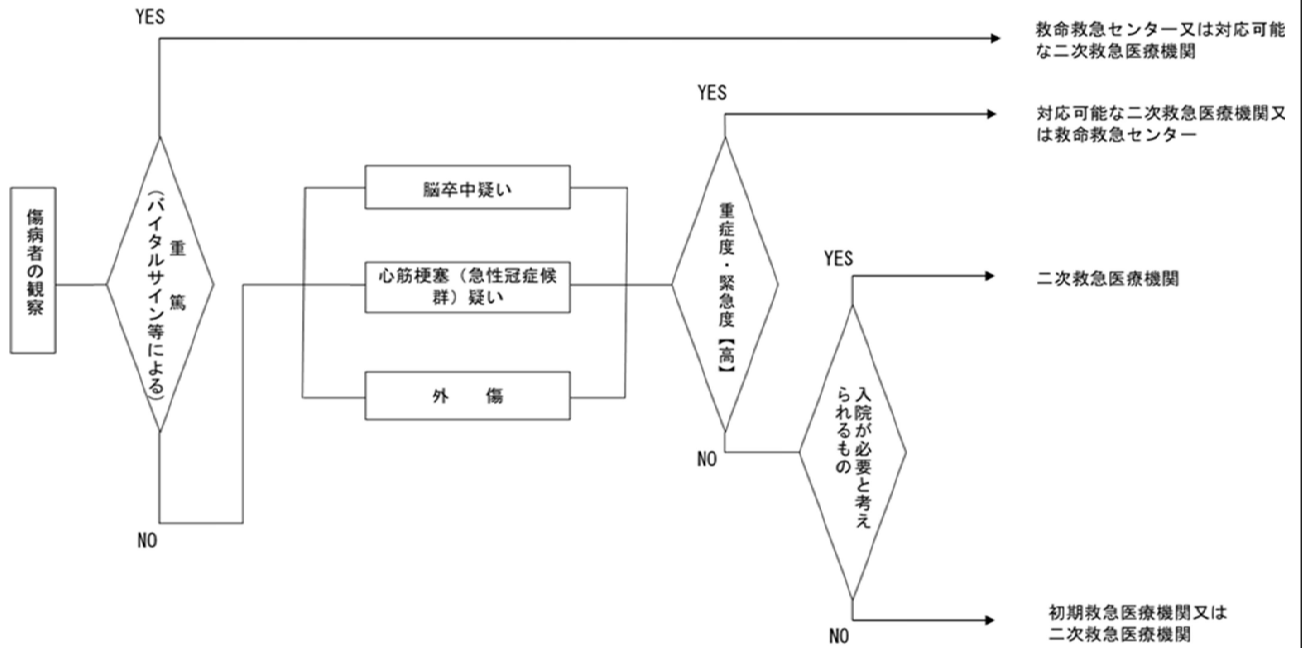 YES
救命救急センター又は対応可能
な二次救急医療機関
YES
対応可能な二次救急医療機関又
は救命救急センター
傷病者の観察
重 篤
（バイタルサイン等による）
脳卒中疑い
心筋梗塞（急性冠症候
群）疑い
外 傷
重症度・緊急度【高】
YES
二次救急医療機関
NO
入院が必要と考え
られるもの
NO
初期救急医療機関又は
二次救急医療機関
NO